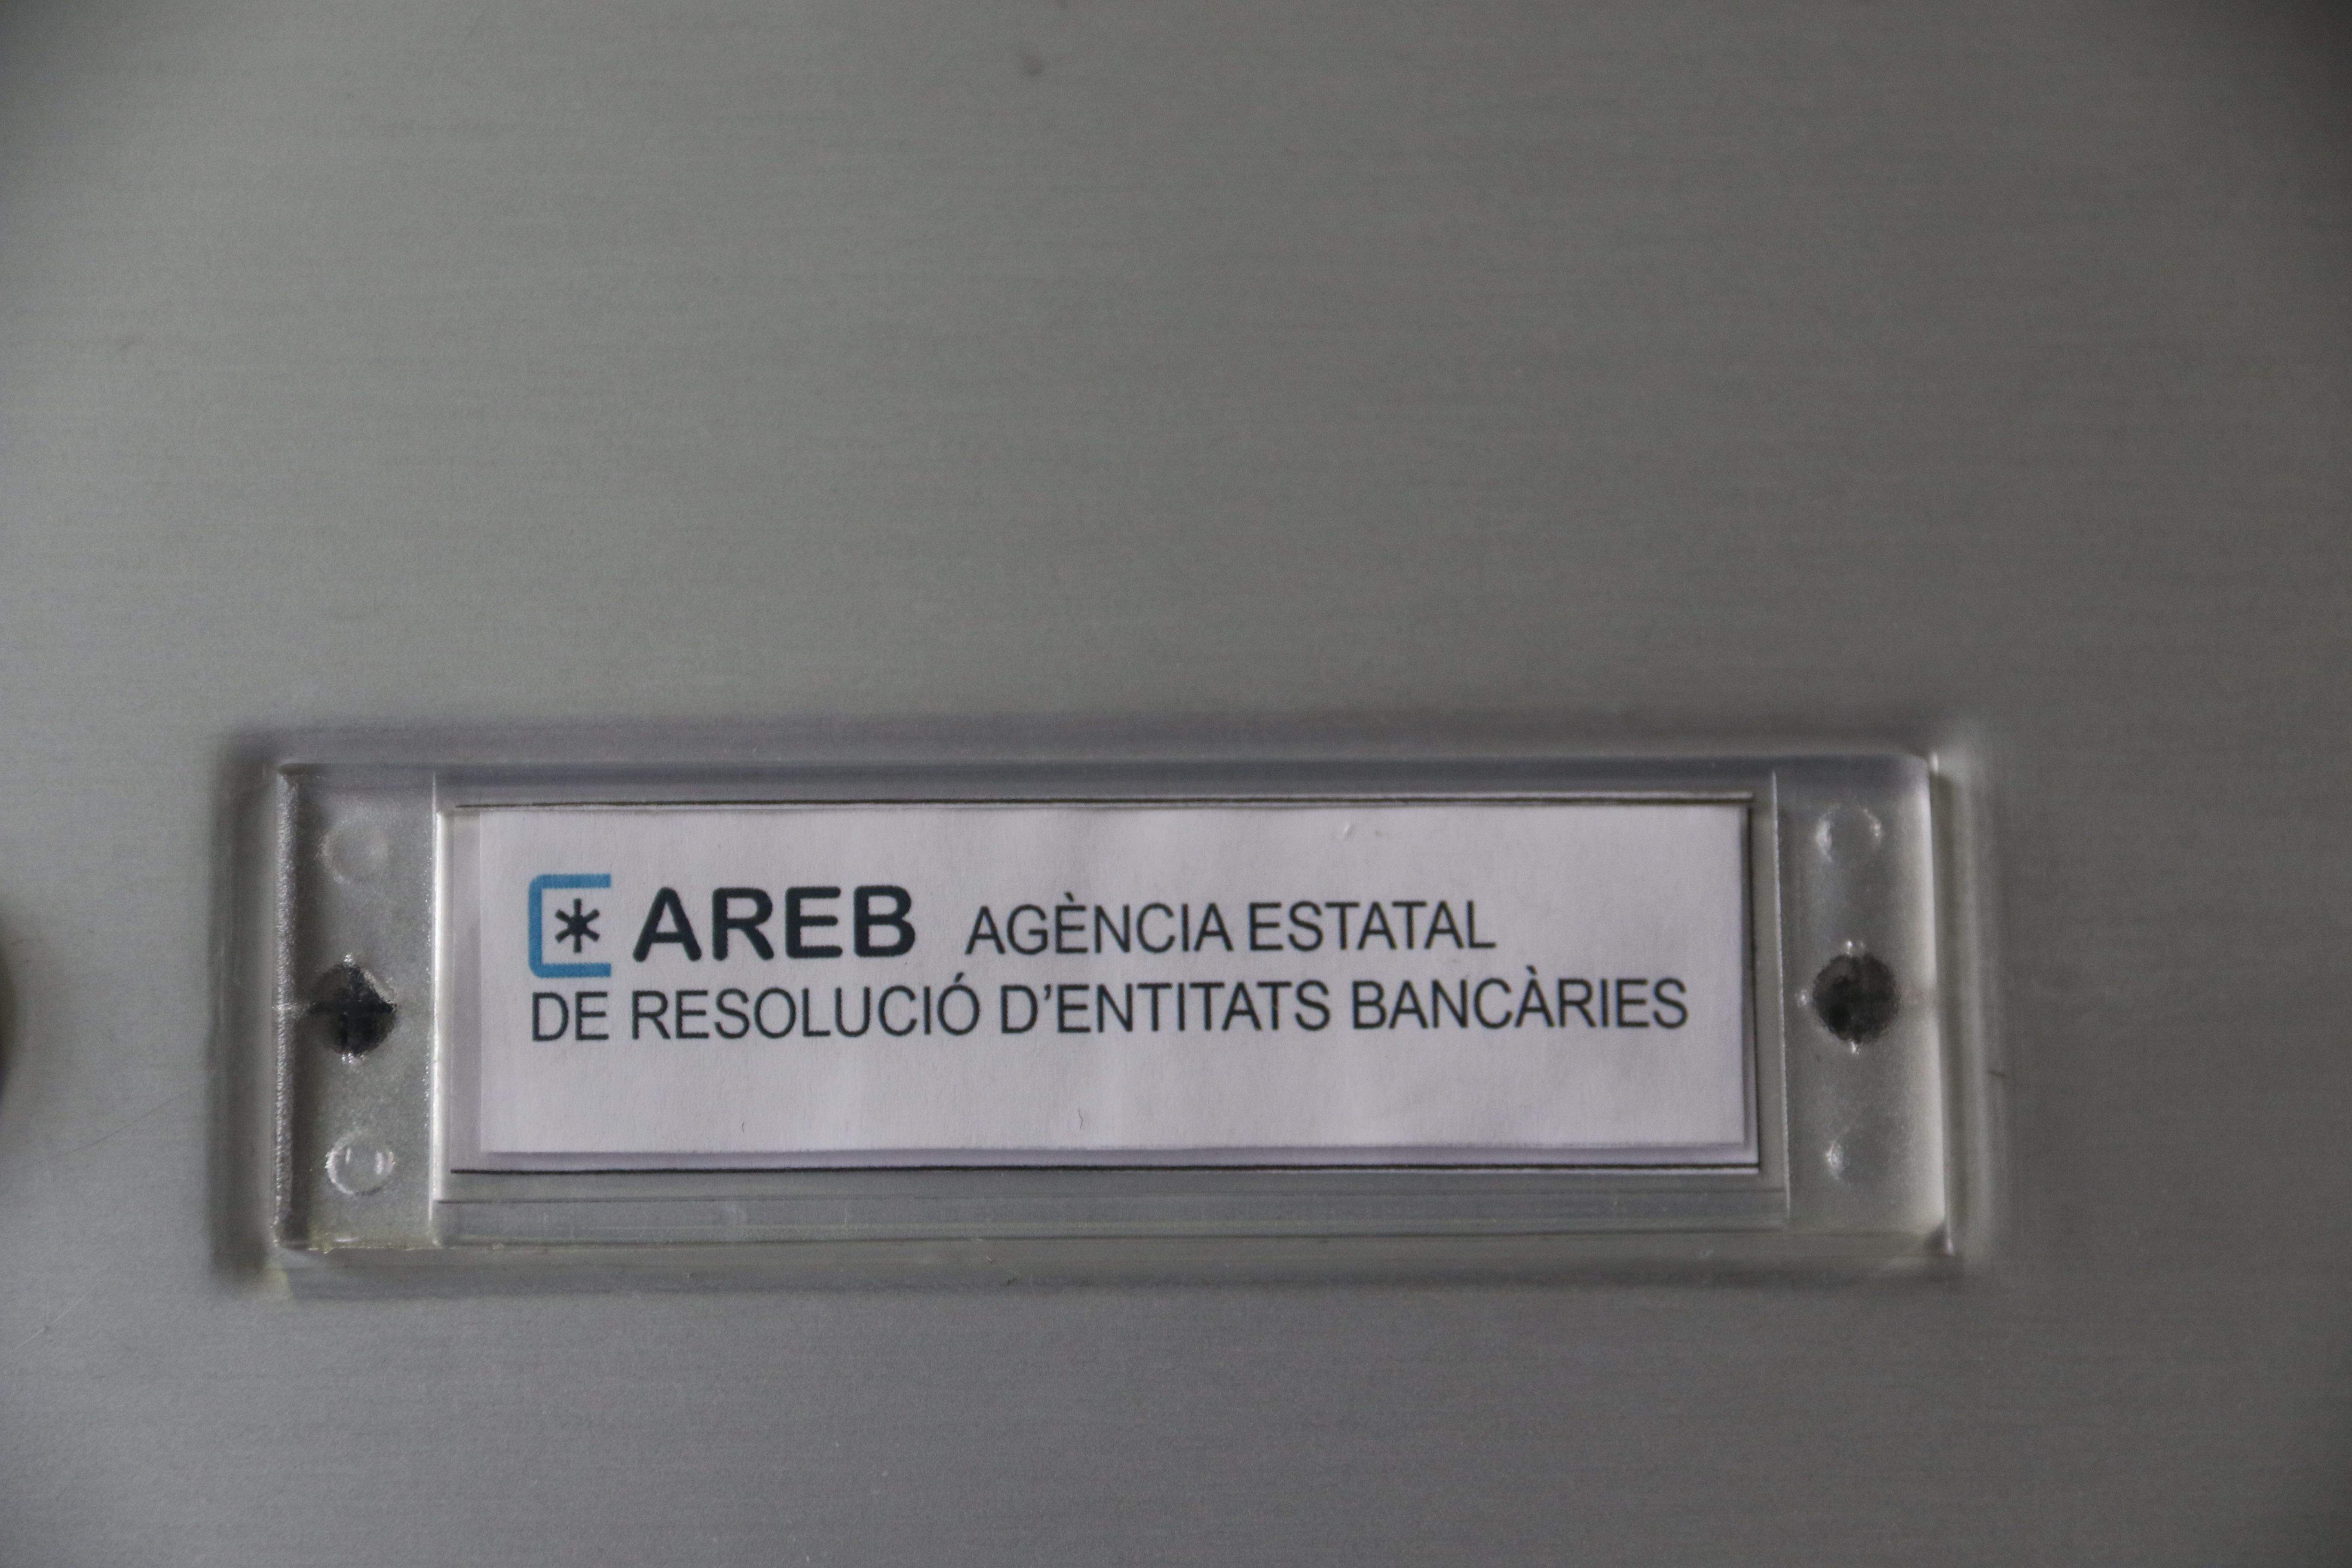 AREB AGÈNCIA ESTATAL
DE RESOLUCIÓ D'ENTITATS BANCÀRIES